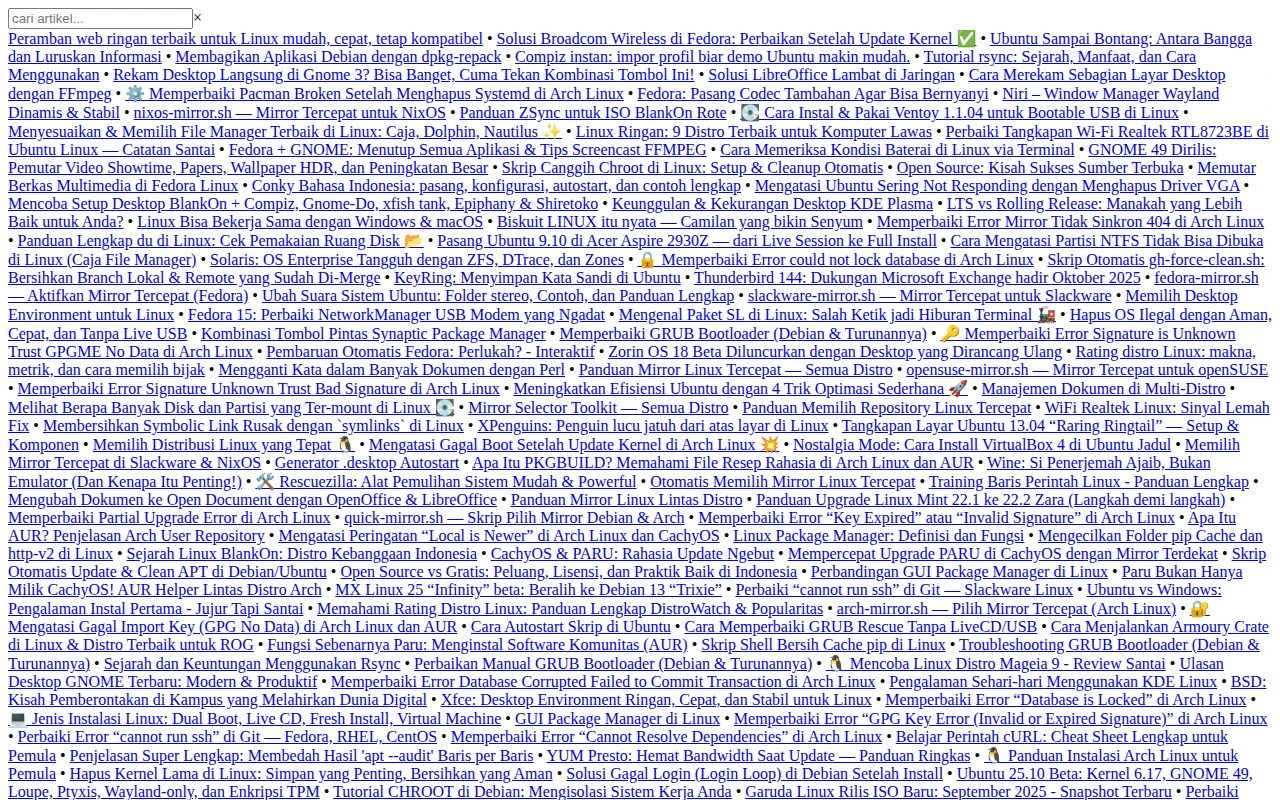 cari artikel...×
Peramban web ringan terbaik untuk Linux mudah, cepat, tetap kompatibel • Solusi Broadcom Wireless di Fedora: Perbaikan Setelah Update Kernel ✅ • Ubuntu Sampai Bontang: Antara Bangga
dan Luruskan Informasi • Membagikan Aplikasi Debian dengan dpkg-repack • Compiz instan: impor profil biar demo Ubuntu makin mudah. • Tutorial rsync: Sejarah, Manfaat, dan Cara
Menggunakan • Rekam Desktop Langsung di Gnome 3? Bisa Banget, Cuma Tekan Kombinasi Tombol Ini! • Solusi LibreOffice Lambat di Jaringan • Cara Merekam Sebagian Layar Desktop
dengan FFmpeg • ⚙️ Memperbaiki Pacman Broken Setelah Menghapus Systemd di Arch Linux • Fedora: Pasang Codec Tambahan Agar Bisa Bernyanyi • Niri – Window Manager Wayland
Dinamis & Stabil • nixos-mirror.sh — Mirror Tercepat untuk NixOS • Panduan ZSync untuk ISO BlankOn Rote • 💽 Cara Instal & Pakai Ventoy 1.1.04 untuk Bootable USB di Linux •
Menyesuaikan & Memilih File Manager Terbaik di Linux: Caja, Dolphin, Nautilus ✨ • Linux Ringan: 9 Distro Terbaik untuk Komputer Lawas • Perbaiki Tangkapan Wi-Fi Realtek RTL8723BE di
Ubuntu Linux — Catatan Santai • Fedora + GNOME: Menutup Semua Aplikasi & Tips Screencast FFMPEG • Cara Memeriksa Kondisi Baterai di Linux via Terminal • GNOME 49 Dirilis:
Pemutar Video Showtime, Papers, Wallpaper HDR, dan Peningkatan Besar • Skrip Canggih Chroot di Linux: Setup & Cleanup Otomatis • Open Source: Kisah Sukses Sumber Terbuka • Memutar
Berkas Multimedia di Fedora Linux • Conky Bahasa Indonesia: pasang, konfigurasi, autostart, dan contoh lengkap • Mengatasi Ubuntu Sering Not Responding dengan Menghapus Driver VGA •
Mencoba Setup Desktop BlankOn + Compiz, Gnome-Do, xfish tank, Epiphany & Shiretoko • Keunggulan & Kekurangan Desktop KDE Plasma • LTS vs Rolling Release: Manakah yang Lebih
Baik untuk Anda? • Linux Bisa Bekerja Sama dengan Windows & macOS • Biskuit LINUX itu nyata — Camilan yang bikin Senyum • Memperbaiki Error Mirror Tidak Sinkron 404 di Arch Linux
• Panduan Lengkap du di Linux: Cek Pemakaian Ruang Disk 📂 • Pasang Ubuntu 9.10 di Acer Aspire 2930Z — dari Live Session ke Full Install • Cara Mengatasi Partisi NTFS Tidak Bisa Dibuka
di Linux (Caja File Manager) • Solaris: OS Enterprise Tangguh dengan ZFS, DTrace, dan Zones • 🔒 Memperbaiki Error could not lock database di Arch Linux • Skrip Otomatis gh-force-clean.sh:
Bersihkan Branch Lokal & Remote yang Sudah Di-Merge • KeyRing: Menyimpan Kata Sandi di Ubuntu • Thunderbird 144: Dukungan Microsoft Exchange hadir Oktober 2025 • fedora-mirror.sh
— Aktifkan Mirror Tercepat (Fedora) • Ubah Suara Sistem Ubuntu: Folder stereo, Contoh, dan Panduan Lengkap • slackware-mirror.sh — Mirror Tercepat untuk Slackware • Memilih Desktop
Environment untuk Linux • Fedora 15: Perbaiki NetworkManager USB Modem yang Ngadat • Mengenal Paket SL di Linux: Salah Ketik jadi Hiburan Terminal 🚂 • Hapus OS Ilegal dengan Aman,
Cepat, dan Tanpa Live USB • Kombinasi Tombol Pintas Synaptic Package Manager • Memperbaiki GRUB Bootloader (Debian & Turunannya) • 🔑 Memperbaiki Error Signature is Unknown
Trust GPGME No Data di Arch Linux • Pembaruan Otomatis Fedora: Perlukah? - Interaktif • Zorin OS 18 Beta Diluncurkan dengan Desktop yang Dirancang Ulang • Rating distro Linux: makna,
metrik, dan cara memilih bijak • Mengganti Kata dalam Banyak Dokumen dengan Perl • Panduan Mirror Linux Tercepat — Semua Distro • opensuse-mirror.sh — Mirror Tercepat untuk openSUSE
• Memperbaiki Error Signature Unknown Trust Bad Signature di Arch Linux • Meningkatkan Efisiensi Ubuntu dengan 4 Trik Optimasi Sederhana 🚀 • Manajemen Dokumen di Multi-Distro •
Melihat Berapa Banyak Disk dan Partisi yang Ter-mount di Linux 💽 • Mirror Selector Toolkit — Semua Distro • Panduan Memilih Repository Linux Tercepat • WiFi Realtek Linux: Sinyal Lemah
Fix • Membersihkan Symbolic Link Rusak dengan `symlinks` di Linux • XPenguins: Penguin lucu jatuh dari atas layar di Linux • Tangkapan Layar Ubuntu 13.04 “Raring Ringtail” — Setup &
Komponen • Memilih Distribusi Linux yang Tepat 🐧 • Mengatasi Gagal Boot Setelah Update Kernel di Arch Linux 💥 • Nostalgia Mode: Cara Install VirtualBox 4 di Ubuntu Jadul • Memilih
Mirror Tercepat di Slackware & NixOS • Generator .desktop Autostart • Apa Itu PKGBUILD? Memahami File Resep Rahasia di Arch Linux dan AUR • Wine: Si Penerjemah Ajaib, Bukan
Emulator (Dan Kenapa Itu Penting!) • 🛠️ Rescuezilla: Alat Pemulihan Sistem Mudah & Powerful • Otomatis Memilih Mirror Linux Tercepat • Training Baris Perintah Linux - Panduan Lengkap •
Mengubah Dokumen ke Open Document dengan OpenOffice & LibreOffice • Panduan Mirror Linux Lintas Distro • Panduan Upgrade Linux Mint 22.1 ke 22.2 Zara (Langkah demi langkah) •
Memperbaiki Partial Upgrade Error di Arch Linux • quick-mirror.sh — Skrip Pilih Mirror Debian & Arch • Memperbaiki Error “Key Expired” atau “Invalid Signature” di Arch Linux • Apa Itu
AUR? Penjelasan Arch User Repository • Mengatasi Peringatan “Local is Newer” di Arch Linux dan CachyOS • Linux Package Manager: Definisi dan Fungsi • Mengecilkan Folder pip Cache dan
http-v2 di Linux • Sejarah Linux BlankOn: Distro Kebanggaan Indonesia • CachyOS & PARU: Rahasia Update Ngebut • Mempercepat Upgrade PARU di CachyOS dengan Mirror Terdekat • Skrip
Otomatis Update & Clean APT di Debian/Ubuntu • Open Source vs Gratis: Peluang, Lisensi, dan Praktik Baik di Indonesia • Perbandingan GUI Package Manager di Linux • Paru Bukan Hanya
Milik CachyOS! AUR Helper Lintas Distro Arch • MX Linux 25 “Infinity” beta: Beralih ke Debian 13 “Trixie” • Perbaiki “cannot run ssh” di Git — Slackware Linux • Ubuntu vs Windows:
Pengalaman Instal Pertama - Jujur Tapi Santai • Memahami Rating Distro Linux: Panduan Lengkap DistroWatch & Popularitas • arch-mirror.sh — Pilih Mirror Tercepat (Arch Linux) • 🔐
Mengatasi Gagal Import Key (GPG No Data) di Arch Linux dan AUR • Cara Autostart Skrip di Ubuntu • Cara Memperbaiki GRUB Rescue Tanpa LiveCD/USB • Cara Menjalankan Armoury Crate
di Linux & Distro Terbaik untuk ROG • Fungsi Sebenarnya Paru: Menginstal Software Komunitas (AUR) • Skrip Shell Bersih Cache pip di Linux • Troubleshooting GRUB Bootloader (Debian &
Turunannya) • Sejarah dan Keuntungan Menggunakan Rsync • Perbaikan Manual GRUB Bootloader (Debian & Turunannya) • 🐧 Mencoba Linux Distro Mageia 9 - Review Santai • Ulasan
Desktop GNOME Terbaru: Modern & Produktif • Memperbaiki Error Database Corrupted Failed to Commit Transaction di Arch Linux • Pengalaman Sehari-hari Menggunakan KDE Linux • BSD:
Kisah Pemberontakan di Kampus yang Melahirkan Dunia Digital • Xfce: Desktop Environment Ringan, Cepat, dan Stabil untuk Linux • Memperbaiki Error “Database is Locked” di Arch Linux •
💻 Jenis Instalasi Linux: Dual Boot, Live CD, Fresh Install, Virtual Machine • GUI Package Manager di Linux • Memperbaiki Error “GPG Key Error (Invalid or Expired Signature)” di Arch Linux
• Perbaiki Error “cannot run ssh” di Git — Fedora, RHEL, CentOS • Memperbaiki Error “Cannot Resolve Dependencies” di Arch Linux • Belajar Perintah cURL: Cheat Sheet Lengkap untuk
Pemula • Penjelasan Super Lengkap: Membedah Hasil 'apt --audit' Baris per Baris • YUM Presto: Hemat Bandwidth Saat Update — Panduan Ringkas • 🐧 Panduan Instalasi Arch Linux untuk
Pemula • Hapus Kernel Lama di Linux: Simpan yang Penting, Bersihkan yang Aman • Solusi Gagal Login (Login Loop) di Debian Setelah Install • Ubuntu 25.10 Beta: Kernel 6.17, GNOME 49,
Loupe, Ptyxis, Wayland-only, dan Enkripsi TPM • Tutorial CHROOT di Debian: Mengisolasi Sistem Kerja Anda • Garuda Linux Rilis ISO Baru: September 2025 - Snapshot Terbaru • Perbaiki